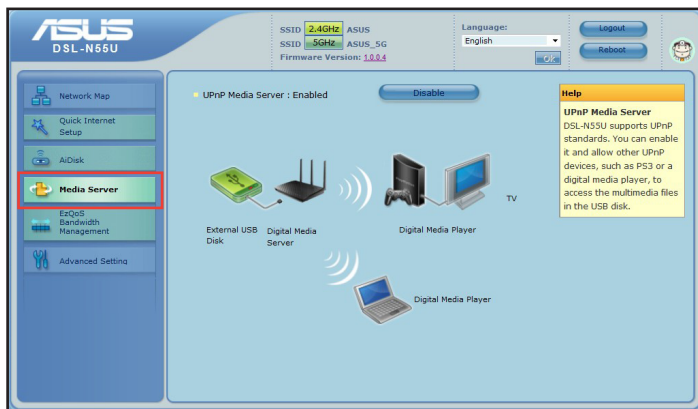 ASUS
DSL-N55U
SSID 2.4GHz ASUS
SSID 5GHz ASUS_5G
Firmware Version: 1.0.0.4
Language:
English
OK
Logout
Reboot
Network Map
Quick Internet
Setup
AiDisk
Media Server
EzQoS
Bandwidth
Management
Advanced Setting
UPnP Media Server : Enabled
Disable
External USB
Disk
Digital Media
Server
Digital Media Player
TV
Digital Media Player
Help
UPnP Media Server
DSL-N55U supports UPnP
standards. You can enable
it and allow other UPnP
devices, such as PS3 or a
digital media player, to
access the multimedia files
in the USB disk.